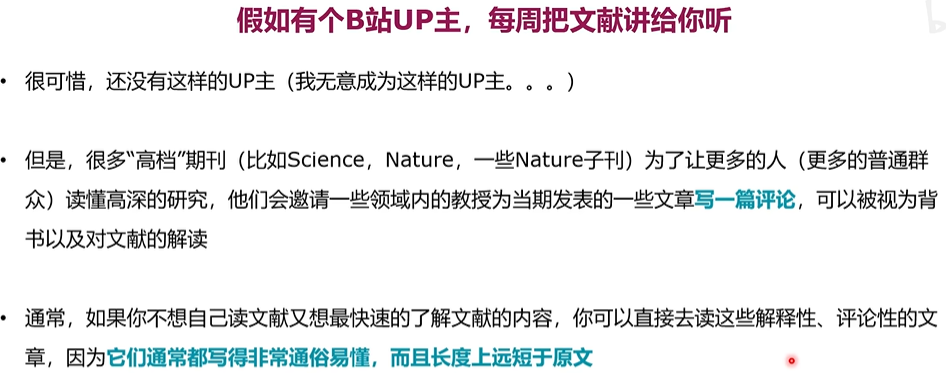 假如有个B站UP主，每周把文献讲给你听
• 很可惜，还没有这样的UP主（我无意成为这样的UP主。。。）
• 但是，很多“高档”期刊（比如Science，Nature，一些Nature子刊）为了让更多的人（更多的普通群
众）读懂高深的研究，他们会邀请一些领域内的教授为当期发表的一些文章写一篇评论，可以被视为背
书以及对文献的解读
• 通常，如果你不想自己读文献又想最快速的了解文献的内容，你可以直接去读这些解释性、评论性的文
章，因为它们通常都写得非常通俗易懂，而且长度上远短于原文